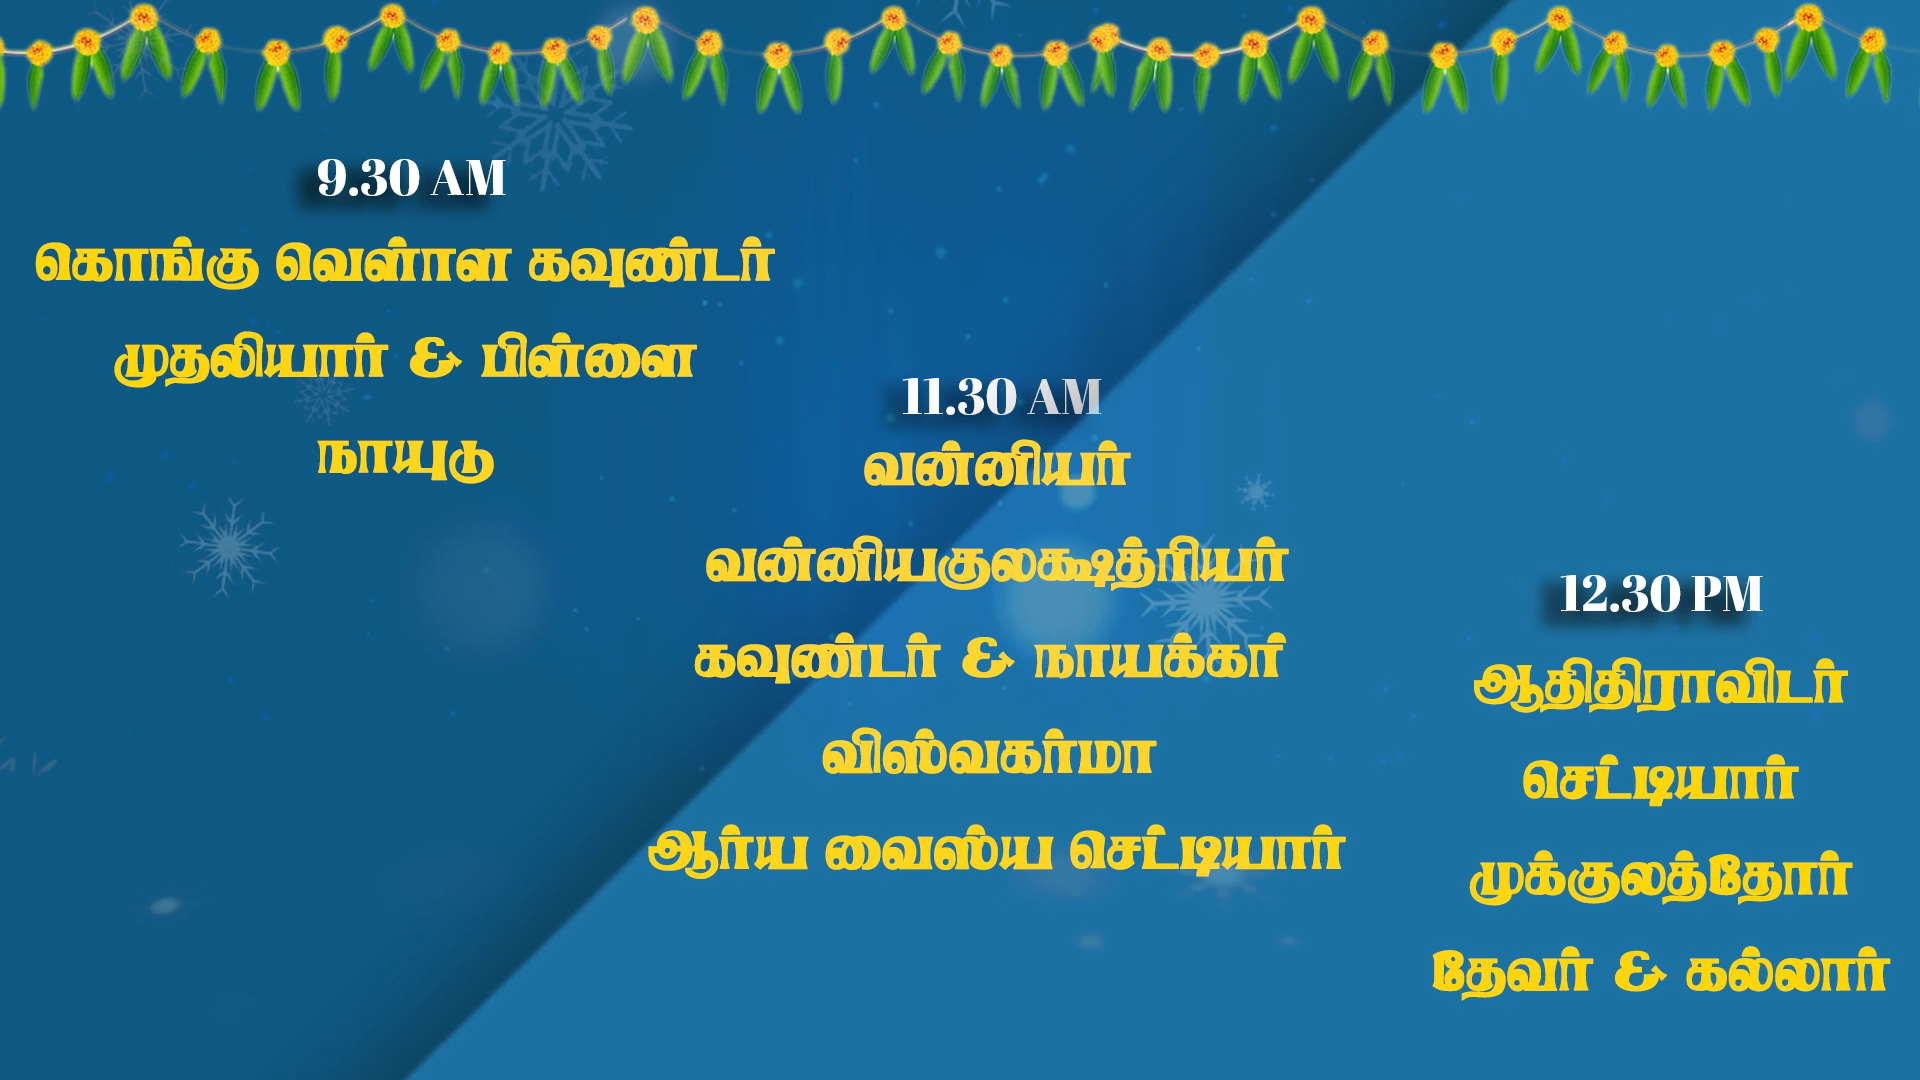 9.30 AM
கொங்கு வெள்ாள கவுண்டர்
முதலியார் & பிள்ளை
நாயுடு
11.30 AM
வன்னியர்
வன்னியகுலக்ஷத்ரியர்
கவுண்டர் & நாயக்கர்
விஸ்வகர்மா
ஆர்ய வைஸ்ய செட்டியார்
12.30 PM
ஆதிதிராவிடர்
செட்டியார்
முக்குலத்தோர்
தேவர் & கல்லார்